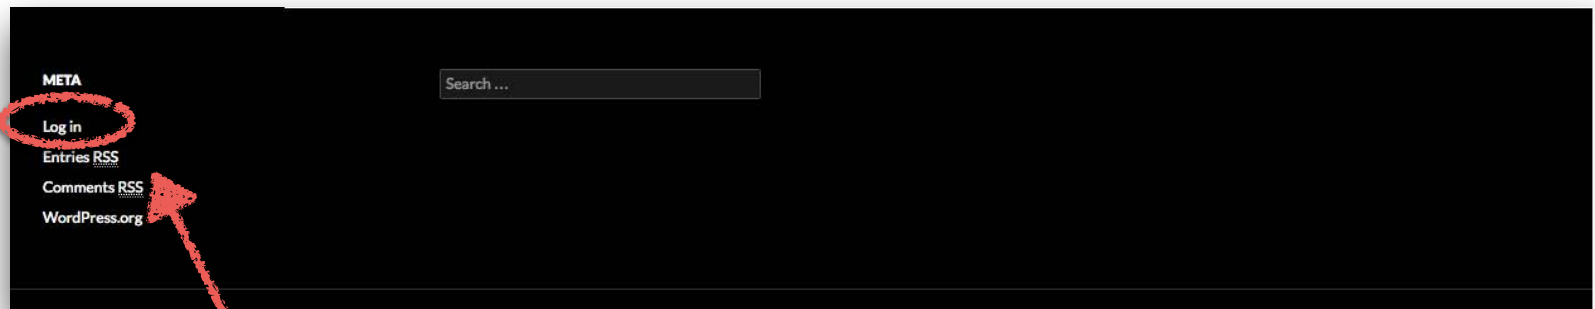 META
Search ...
Log in
Entries RSS
Comments RSS
WordPress.org